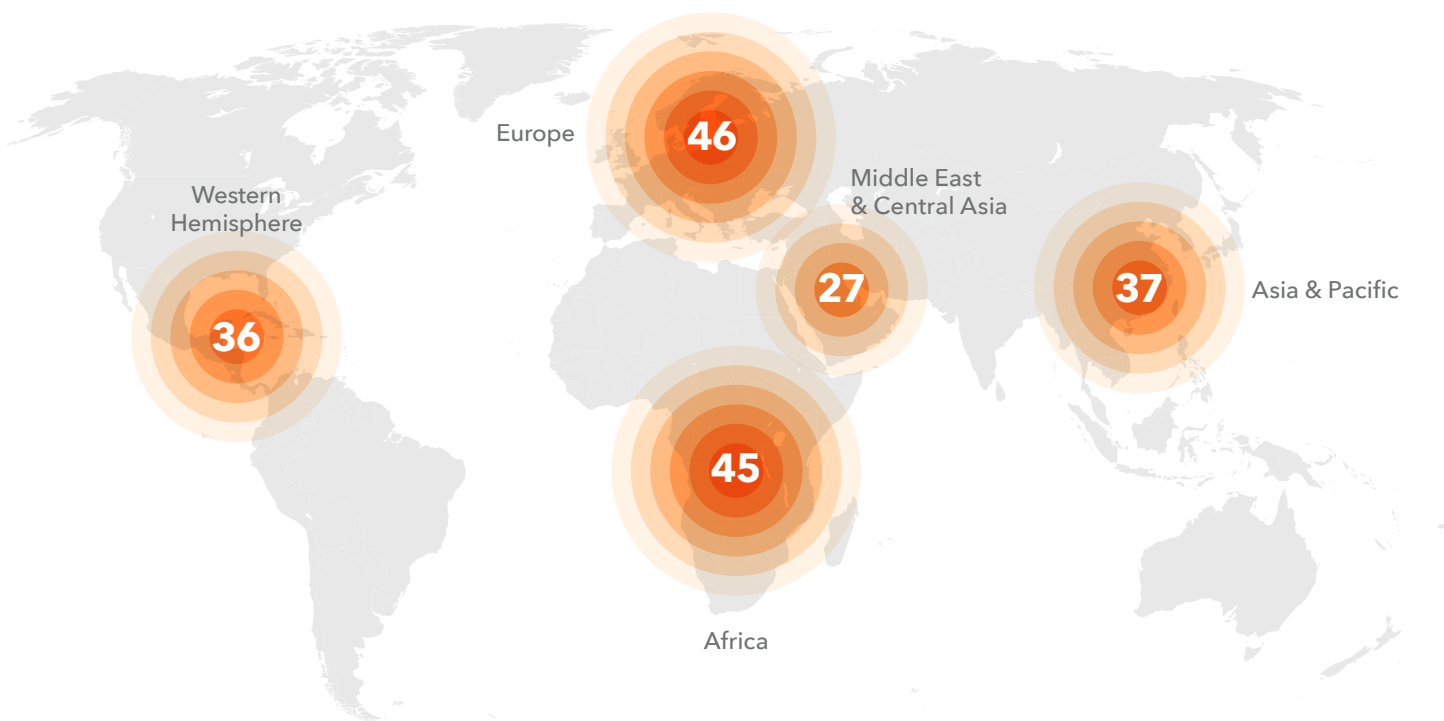 Europe
46
Middle East
& Central Asia
Western
Hemisphere
27
37
Asia & Pacific
36
45
Africa